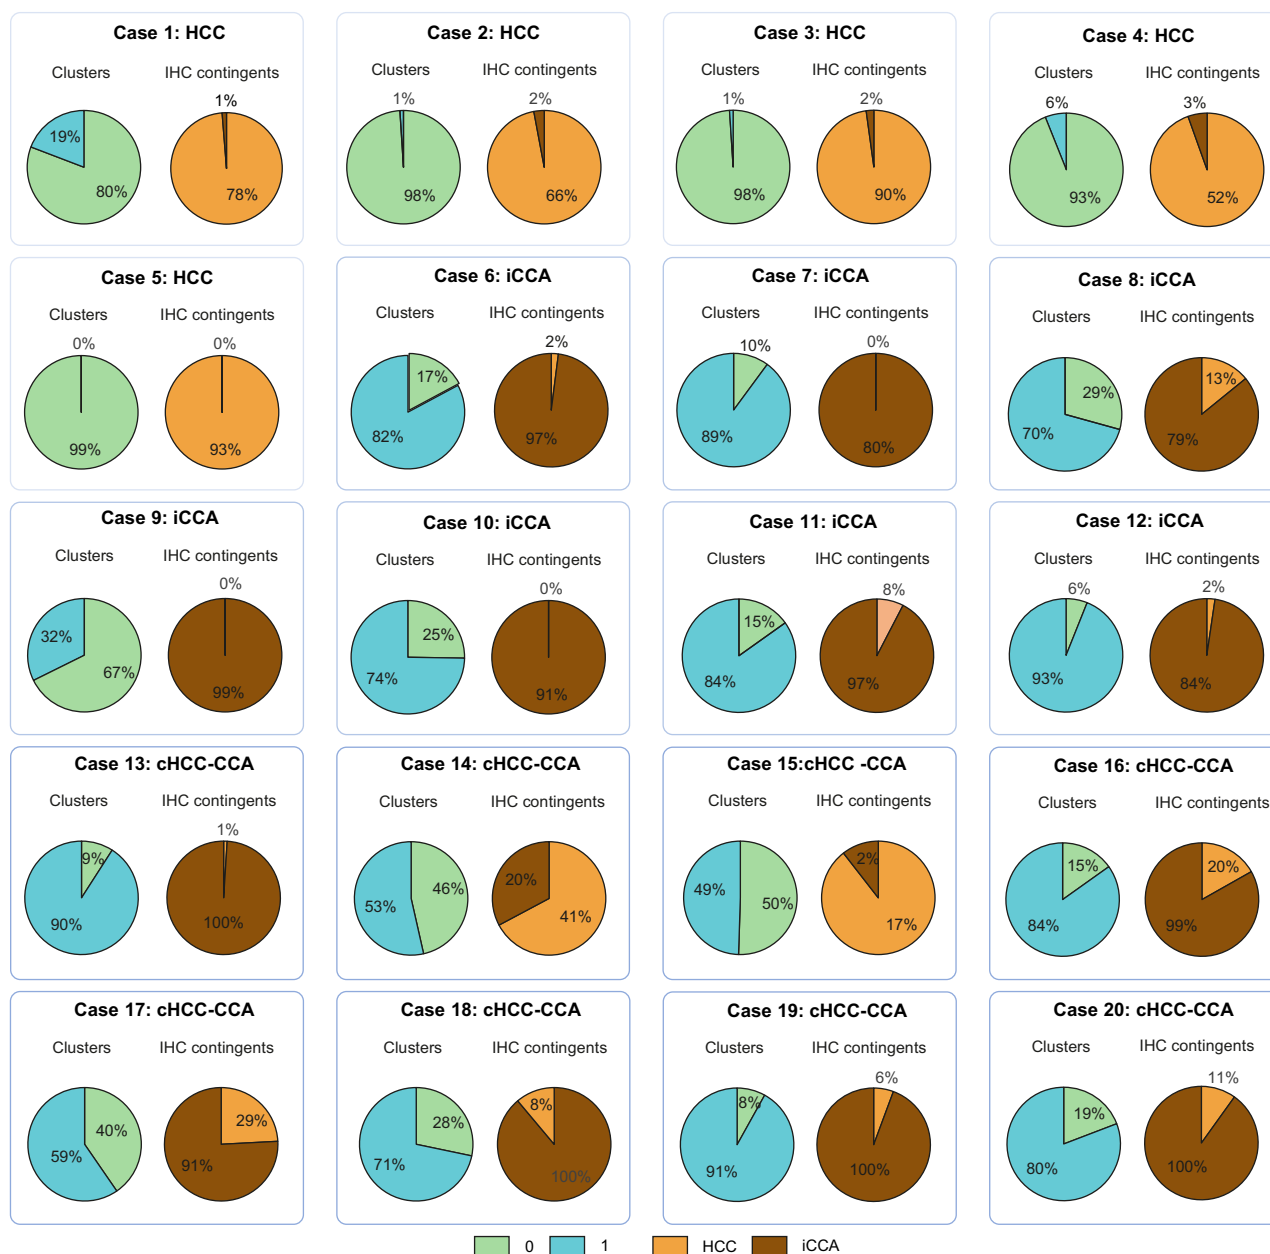 Case 1: HCC
Clusters IHC contingents
1%
19%
80%
78%
Case 2: HCC
Clusters IHC contingents
1% 2%
98% 66%
Case 3: HCC
Clusters IHC contingents
1% 2%
98% 90%
Case 4: HCC
Clusters IHC contingents
6% 3%
93% 52%
Case 5: HCC
Clusters IHC contingents
0% 0%
99% 93%
Case 6: iCCA
Clusters IHC contingents
2%
17%
82% 97%
Case 7: iCCA
Clusters IHC contingents
10% 0%
89% 80%
Case 8: iCCA
Clusters IHC contingents
29% 13%
70% 79%
Case 9: iCCA
Clusters IHC contingents
0%
32%
67%
99%
Case 10: iCCA
Clusters IHC contingents
0%
25%
74% 91%
Case 11: iCCA
Clusters IHC contingents
8%
15%
84% 97%
Case 12: iCCA
Clusters IHC contingents
6% 2%
93% 84%
Case 13: cHCC-CCA
Clusters IHC contingents
1%
9%
90% 100%
Case 14: cHCC-CCA
Clusters IHC contingents
46% 20%
53% 41%
Case 15:cHCC -CCA
Clusters IHC contingents
2%
49% 50%
17%
Case 16: cHCC-CCA
Clusters IHC contingents
15% 20%
84% 99%
Case 17: cHCC-CCA
Clusters IHC contingents
40% 29%
59% 91%
Case 18: cHCC-CCA
Clusters IHC contingents
28% 8%
71% 100%
Case 19: cHCC-CCA
Clusters IHC contingents
6%
8%
91% 100%
Case 20: cHCC-CCA
Clusters IHC contingents
11%
19%
80% 100%
0 1 HCC iCCA